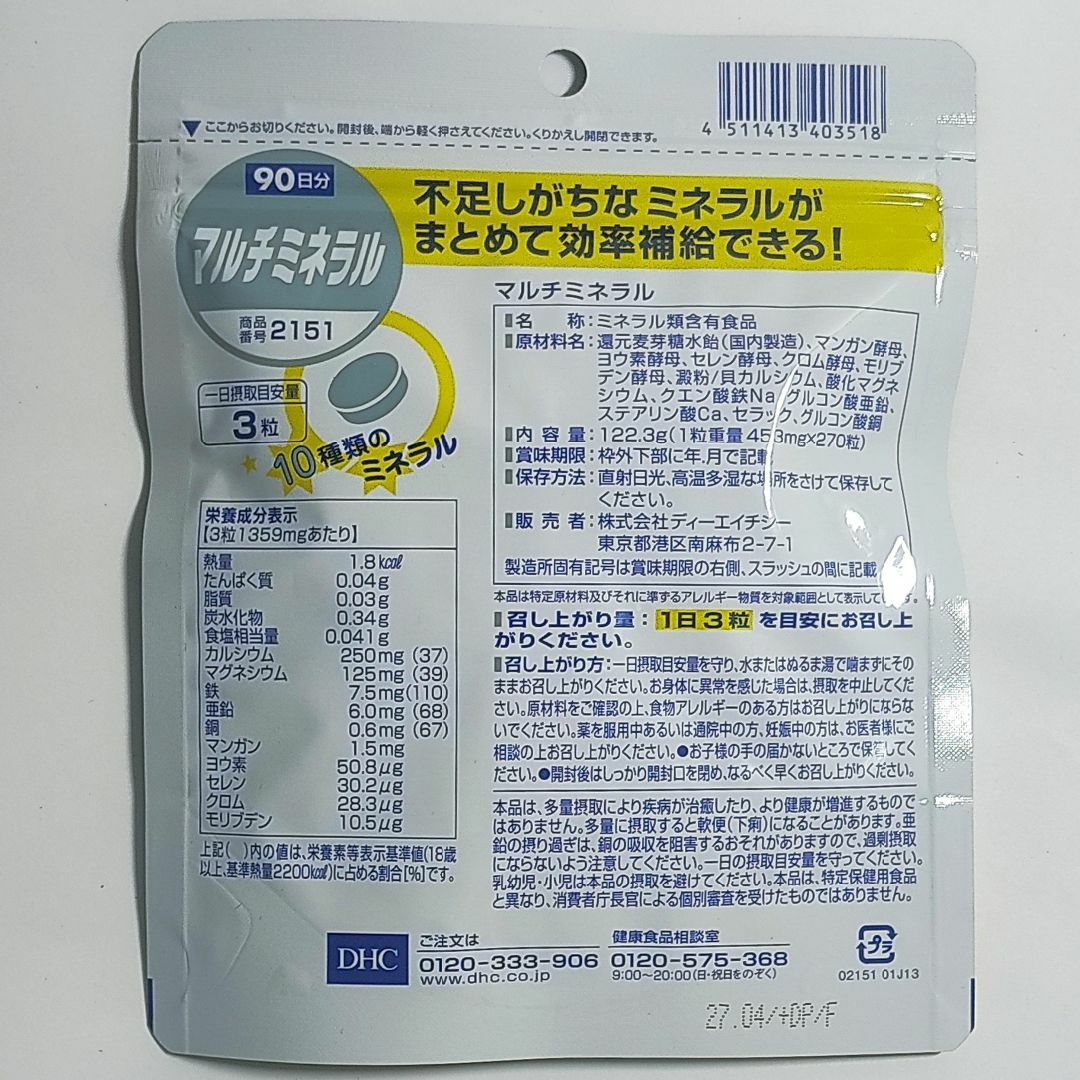 ▼ここからお切りください。開封後、端から軽く押さえてください。くりかえし開閉できます。
4 511413 403518
90日分
マルチミネラル
商品番号 2151
不足しがちなミネラルが
まとめて効率補給できる!
一日摂取目安量
3粒
10種類の
ミネラル
栄養成分表示
【3粒1359mgあたり】
熱量 1.8kcal
たんぱく質 0.04g
脂質 0.03g
炭水化物 0.34g
食塩相当量 0.041g
カルシウム 250mg (37)
マグネシウム 125mg (39)
鉄 7.5mg (110)
亜鉛 6.0mg (68)
銅 0.6mg (67)
マンガン 1.5mg
ヨウ素 50.8μg
セレン 30.2μg
クロム 28.3μg
モリブデン 10.5μg
上記( )内の値は、栄養素等表示基準値(18歳
以上、基準熱量2200kcal)に占める割合[%]です。
マルチミネラル
■名 称:ミネラル類含有食品
■原材料名:還元麦芽糖水飴(国内製造)、マンガン酵母、
ヨウ素酵母、セレン酵母、クロム酵母、モリブ
デン酵母、澱粉/貝カルシウム、酸化マグネ
シウム、クエン酸鉄Na、グルコン酸亜鉛、
ステアリン酸Ca、セラック、グルコン酸銅
■内 容 量:122.3g(1粒重量 453mg×270粒)
■賞味期限:枠外下部に年.月で記載
■保存方法:直射日光、高温多湿な場所をさけて保存して
ください。
■販 売 者:株式会社ディーエイチシー
東京都港区南麻布2-7-1
製造所固有記号は賞味期限の右側、スラッシュの間に記載
本品は特定原材料及びそれに準ずるアレルギー物質を対象範囲として表示しています。
■召し上がり量:1日3粒を目安にお召し上
がりください。
■召し上がり方:一日摂取目安量を守り、水またはぬるま湯で噛まずにその
ままお召し上がりください。お身体に異常を感じた場合は、摂取を中止してくだ
さい。原材料をご確認の上、食物アレルギーのある方はお召し上がりにならな
いでください。薬を服用中あるいは通院中の方、妊娠中の方は、お医者様にご
相談の上お召し上がりください。●お子様の手の届かないところで保管してく
ださい。●開封後はしっかり開封口を閉め、なるべく早くお召し上がりください。
本品は、多量摂取により疾病が治癒したり、より健康が増進するもので
はありません。多量に摂取すると軟便(下痢)になることがあります。亜
鉛の摂り過ぎは、銅の吸収を阻害するおそれがありますので、過剰摂取
にならないよう注意してください。一日の摂取目安量を守ってください。
乳幼児・小児は本品の摂取を避けてください。本品は、特定保健用食品
と異なり、消費者庁長官による個別審査を受けたものではありません。
DHC
ご注文は
0120-333-906
www.dhc.co.jp
健康食品相談室
0120-575-368
9:00〜20:00(日・祝日をのぞく)
プラ
02151 01J13
27.04/+OP/F